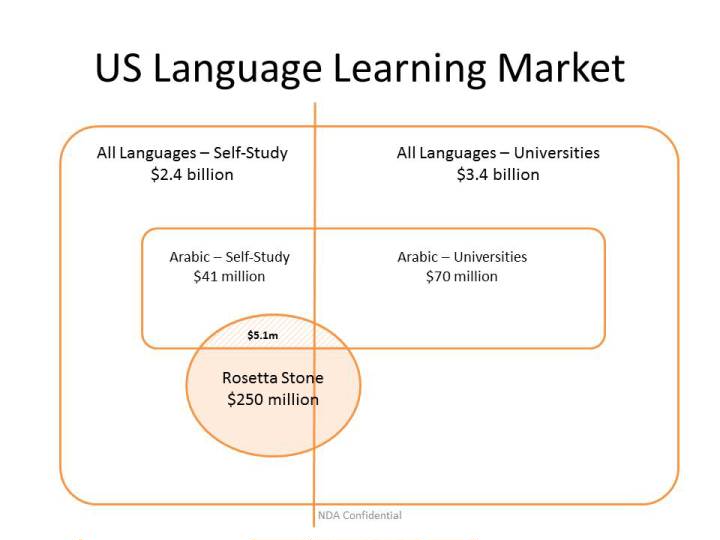 US Language Learning Market
All Languages – Self-Study
$2.4 billion
All Languages – Universities
$3.4 billion
Arabic – Self-Study
$41 million
Arabic – Universities
$70 million
$5.1m
Rosetta Stone
$250 million
NDA Confidential